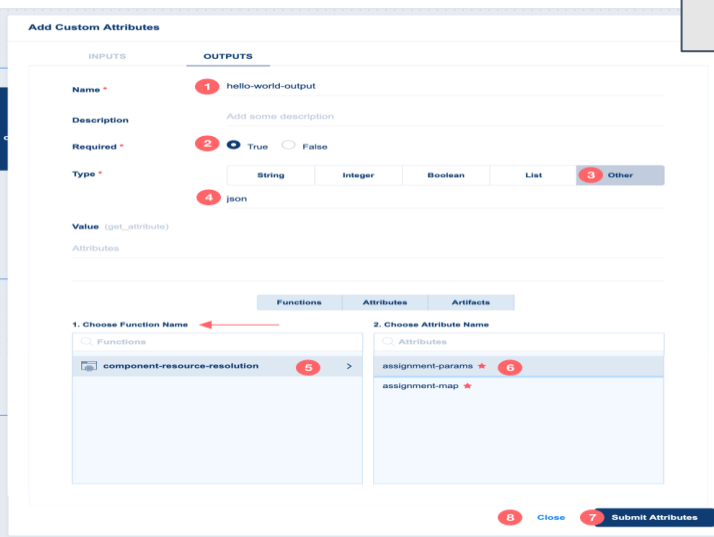 Add Custom Attributes
INPUTS OUTPUTS
Name * 1 hello-world-output
Description Add some description
Required * 2 True False
Type * String Integer Boolean List 3 Other
4 json
Value (get_attribute)
Attributes
Functions Attributes Artifacts
1. Choose Function Name 2. Choose Attribute Name
Functions Attributes
component-resource-resolution 5 > assignment-params ★ 6
assignment-map ★
8 Close 7 Submit Attributes